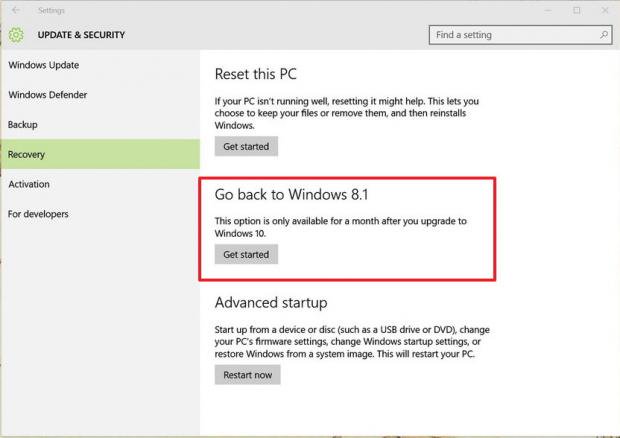 Settings
UPDATE & SECURITY
Find a setting
Windows Update
Windows Defender
Backup
Recovery
Activation
For developers
Reset this PC
If your PC isn't running well, resetting it might help. This lets you
choose to keep your files or remove them, and then reinstalls
Windows.
Get started
Go back to Windows 8.1
This option is only available for a month after you upgrade to
Windows 10.
Get started
Advanced startup
Start up from a device or disc (such as a USB drive or DVD), change
your PC's firmware settings, change Windows startup settings, or
restore Windows from a system image. This will restart your PC.
Restart now